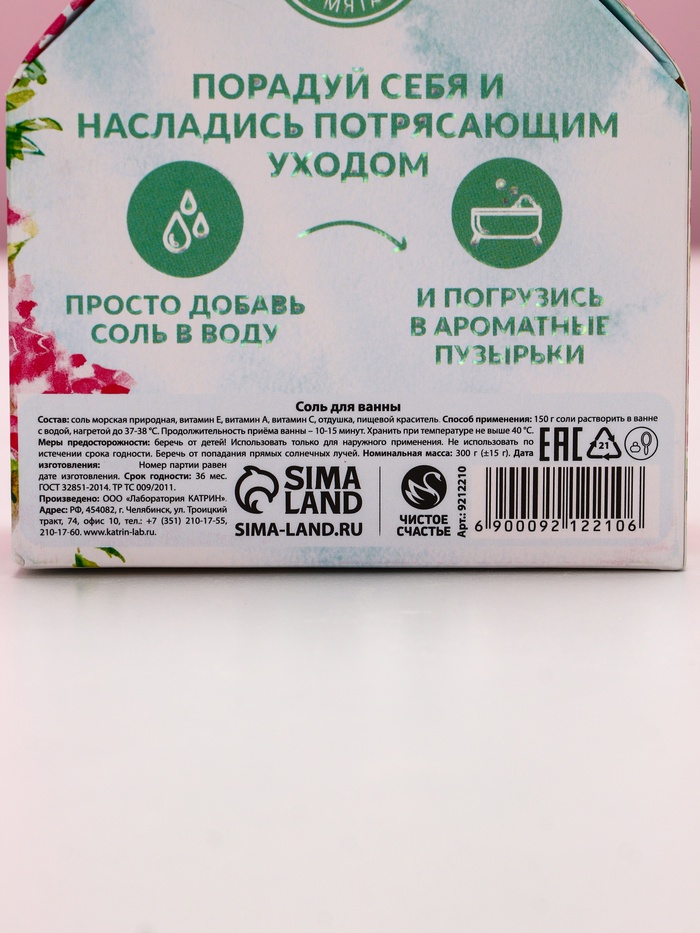 МЯТА
ПОРАДУЙ СЕБЯ И
НАСЛАДИСЬ ПОТРЯСАЮЩИМ
УХОДОМ
ПРОСТО ДОБАВЬ
СОЛЬ В ВОДУ
И ПОГРУЗИСЬ
В АРОМАТНЫЕ
ПУЗЫРЬКИ
Соль для ванны
Состав: соль морская природная, витамин Е, витамин А, витамин С, отдушка, пищевой краситель. Способ применения: 150 г соли растворить в ванне
с водой, нагретой до 37-38 °С. Продолжительность приёма ванны – 10-15 минут. Хранить при температуре не выше 40 °С.
Меры предосторожности: беречь от детей! Использовать только для наружного применения. Не использовать по
истечении срока годности. Беречь от попадания прямых солнечных лучей. Номинальная масса: 300 г (±15 г). Дата
изготовления: Номер партии равен
дате изготовления. Срок годности: 36 мес.
ГОСТ 32851-2014. ТР ТС 009/2011.
Произведено: ООО «Лаборатория КАТРИН».
Адрес: РФ, 454082, г. Челябинск, ул. Троицкий
тракт, 74, офис 10, тел.: +7 (351) 210-17-55,
210-17-60. www.katrin-lab.ru.
SIMA
LAND
SIMA-LAND.RU
ЧИСТОЕ
СЧАСТЬЕ
Арт.: 9212210
EAC
21
6 900092 122106